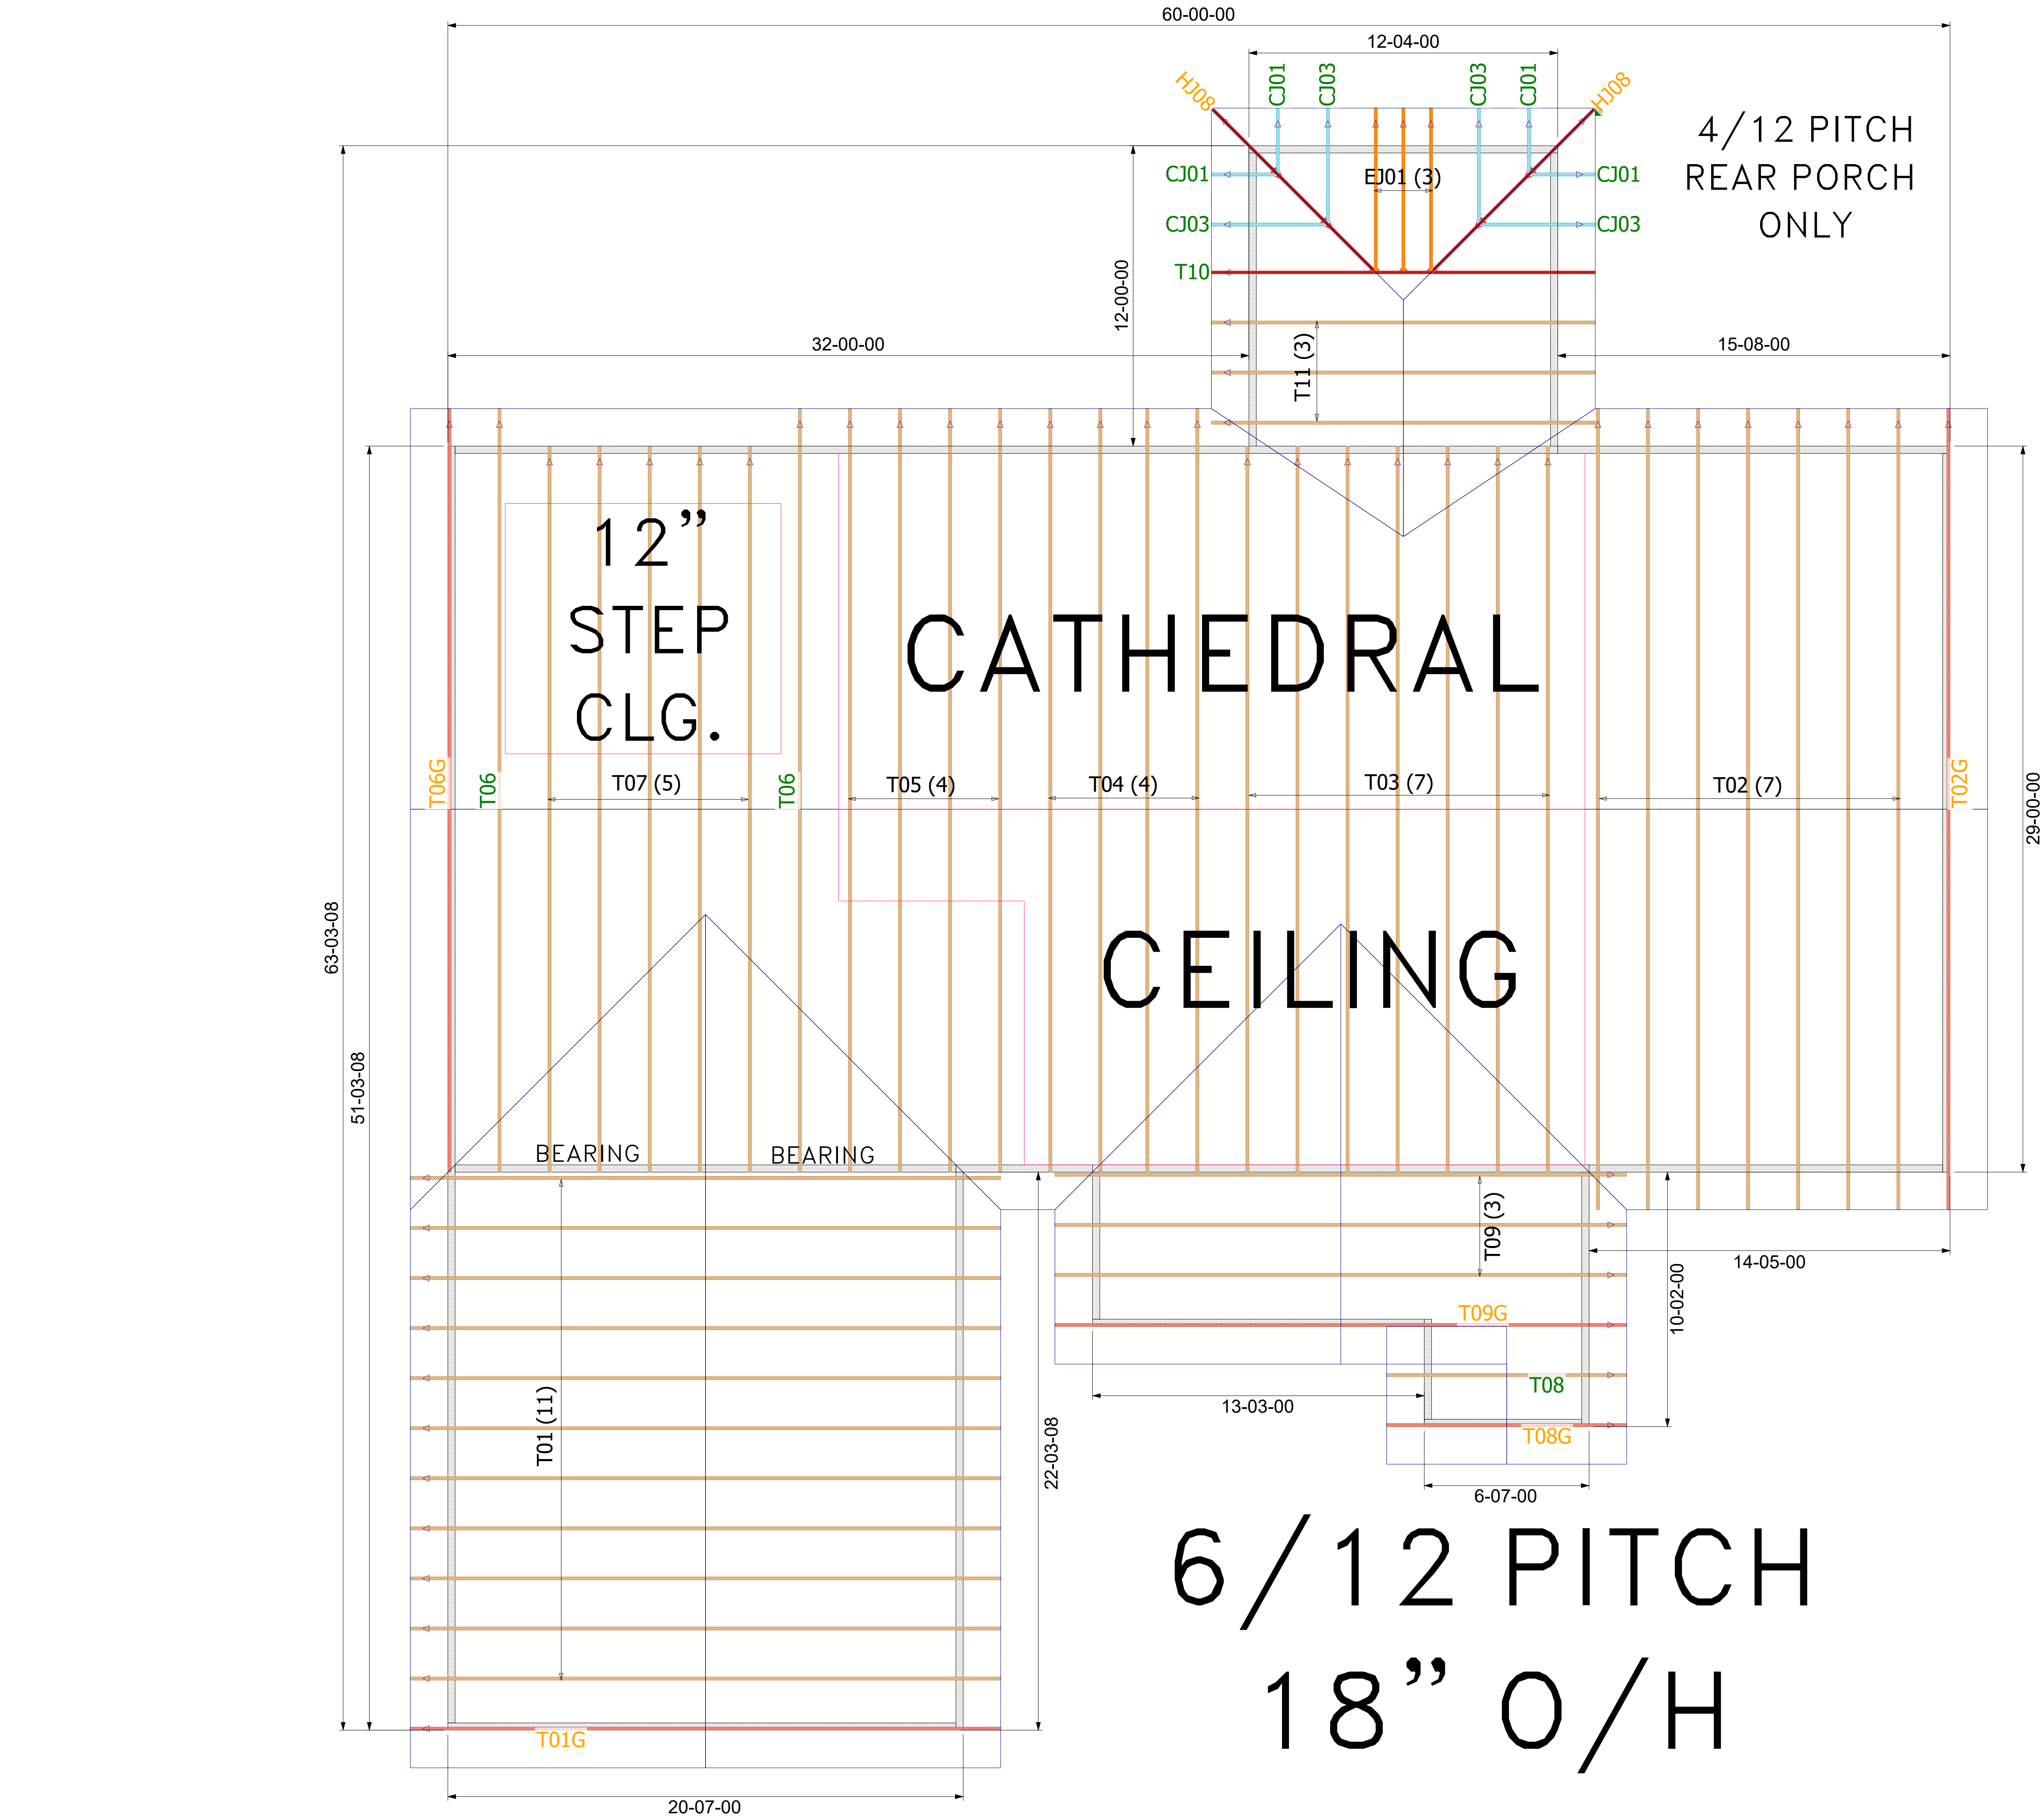 60-00-00
12-04-00
HJ08
CJ01
CJ03
CJ03
CJ01
HJ08
4/12 PITCH
REAR PORCH
ONLY
CJ01
EJ01 (3)
CJ01
CJ03
CJ03
T10
12-00-00
32-00-00
15-08-00
T11 (3)
12”
STEP
CLG.
CATHEDRAL
T06G
T06
T07 (5)
T06
T05 (4)
T04 (4)
T03 (7)
T02 (7)
T02G
29-00-00
63-03-08
51-03-08
CEILING
BEARING
BEARING
T09 (3)
14-05-00
10-02-00
T09G
T08
13-03-00
T01 (11)
22-03-08
T08G
6-07-00
6/12 PITCH
18” O/H
T01G
20-07-00